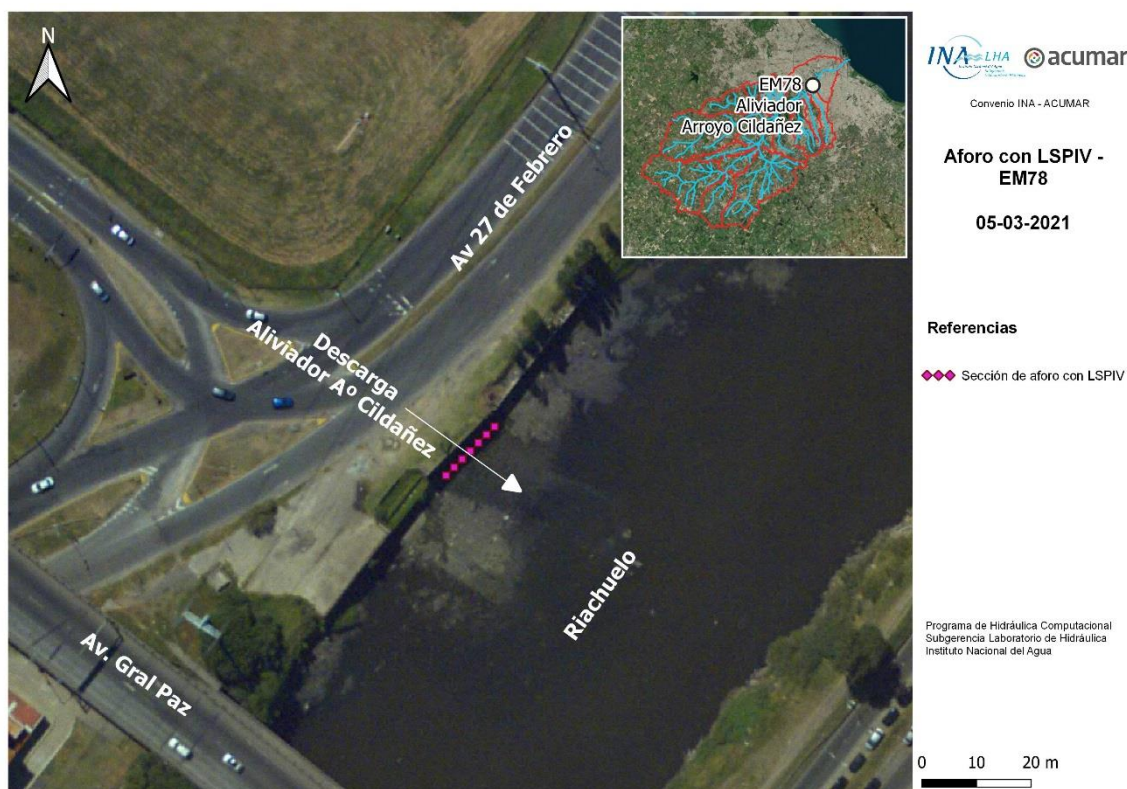 N
EM78
Aliviador
Arroyo Cildañez
Av 27 de Febrero
Descarga
Aliviador Aº Cildañez
Riachuelo
Av. Gral Paz
INA LHA acumar
Convenio INA - ACUMAR
Aforo con LSPIV -
EM78
05-03-2021
Referencias
Sección de aforo con LSPIV
Programa de Hidráulica Computacional
Subgerencia Laboratorio de Hidráulica
Instituto Nacional del Agua
0 10 20 m